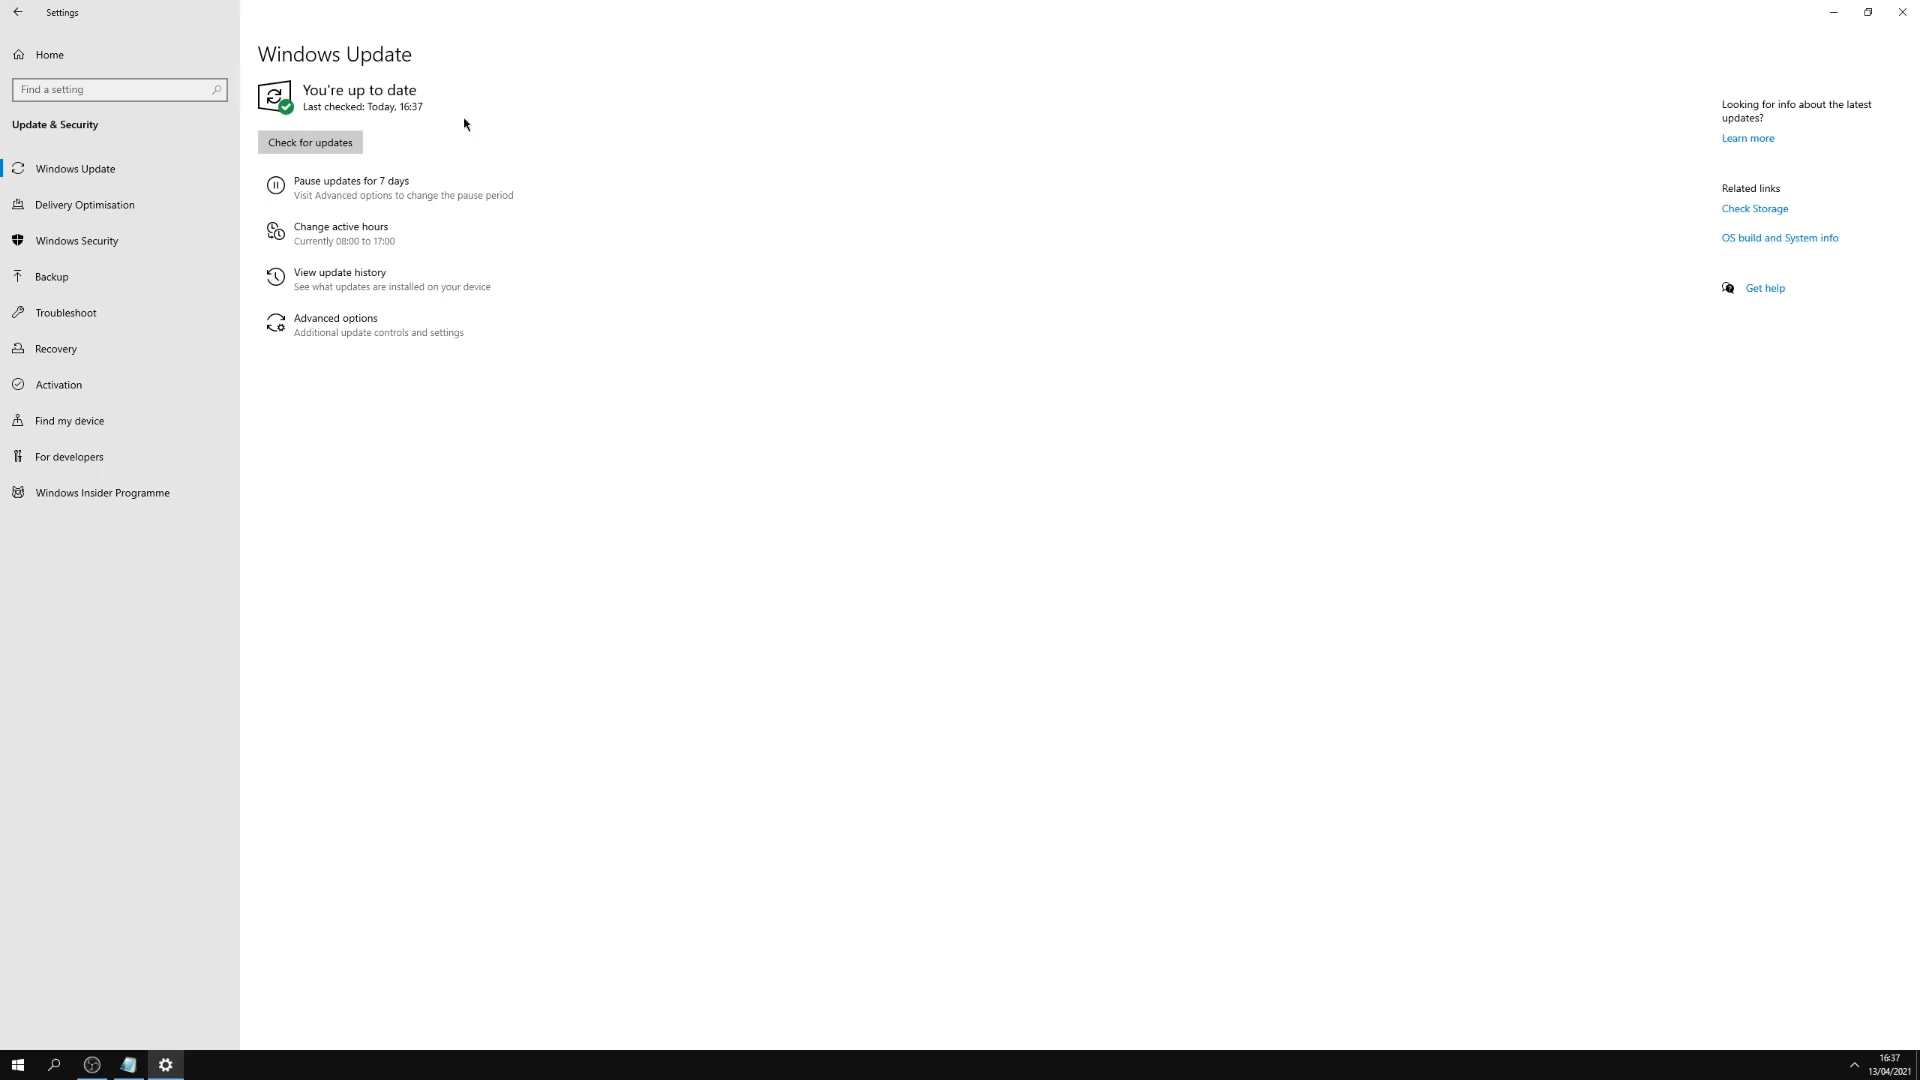 Settings
Home
Find a setting
Update & Security
Windows Update
Delivery Optimisation
Windows Security
Backup
Troubleshoot
Recovery
Activation
Find my device
For developers
Windows Insider Programme
Windows Update
You're up to date
Last checked: Today, 16:37
Check for updates
Pause updates for 7 days
Visit Advanced options to change the pause period
Change active hours
Currently 08:00 to 17:00
View update history
See what updates are installed on your device
Advanced options
Additional update controls and settings
Looking for info about the latest
updates?
Learn more
Related links
Check Storage
OS build and System info
Get help
16:37
13/04/2021